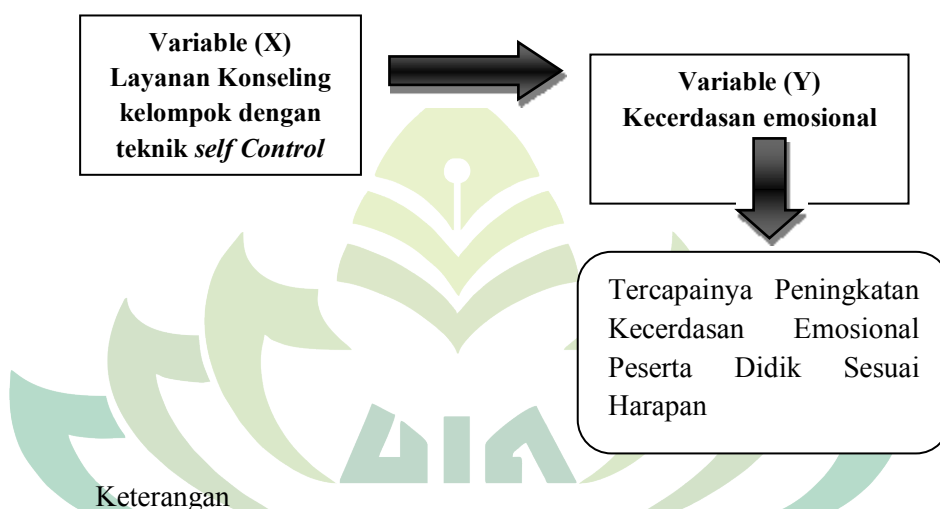 Variable (X)
Layanan Konseling
kelompok dengan
teknik self Control
Variable (Y)
Kecerdasan emosional
Tercapainya Peningkatan
Kecerdasan Emosional
Peserta Didik Sesuai
Harapan
UIN
Keterangan